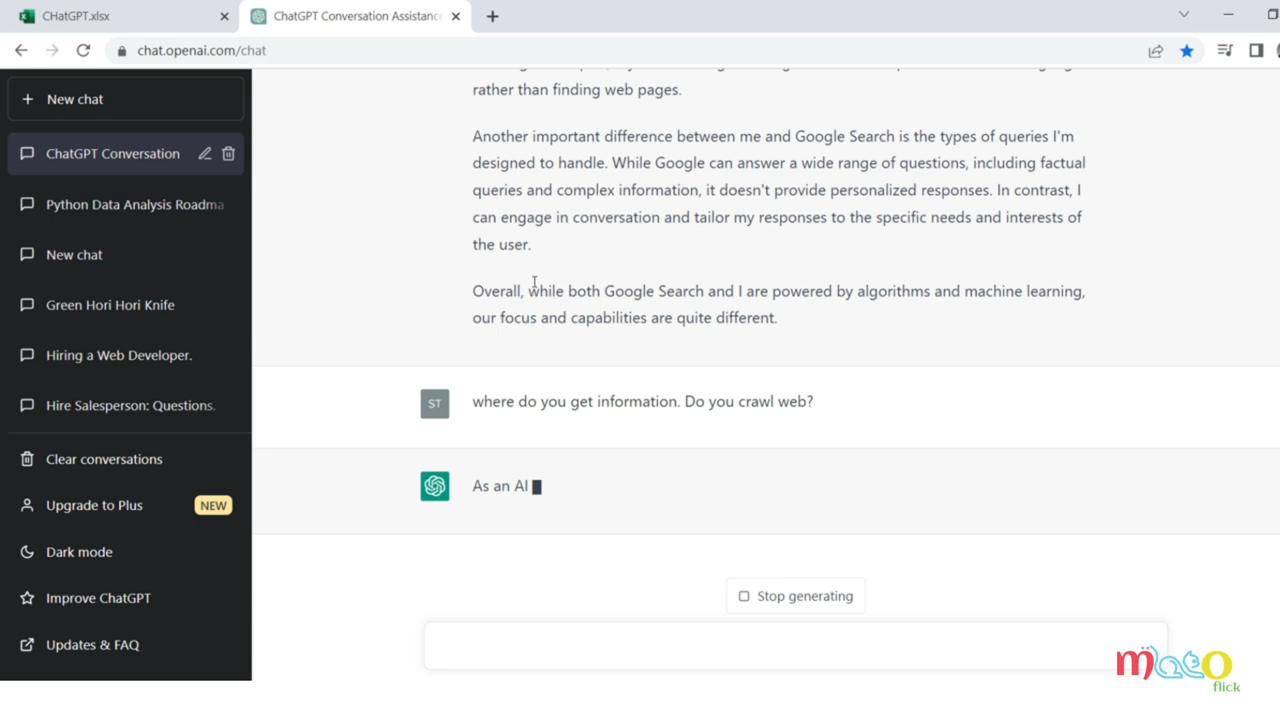 CHatGPT.xlsx
ChatGPT Conversation Assistance
chat.openai.com/chat
New chat
ChatGPT Conversation
Python Data Analysis Roadma
New chat
Green Hori Hori Knife
Hiring a Web Developer.
Hire Salesperson: Questions.
Clear conversations
Upgrade to Plus NEW
Dark mode
Improve ChatGPT
Updates & FAQ
rather than finding web pages.
Another important difference between me and Google Search is the types of queries I'm
designed to handle. While Google can answer a wide range of questions, including factual
queries and complex information, it doesn't provide personalized responses. In contrast, I
can engage in conversation and tailor my responses to the specific needs and interests of
the user.
Overall, while both Google Search and I are powered by algorithms and machine learning,
our focus and capabilities are quite different.
ST
where do you get information. Do you crawl web?
As an AI
Stop generating
flick